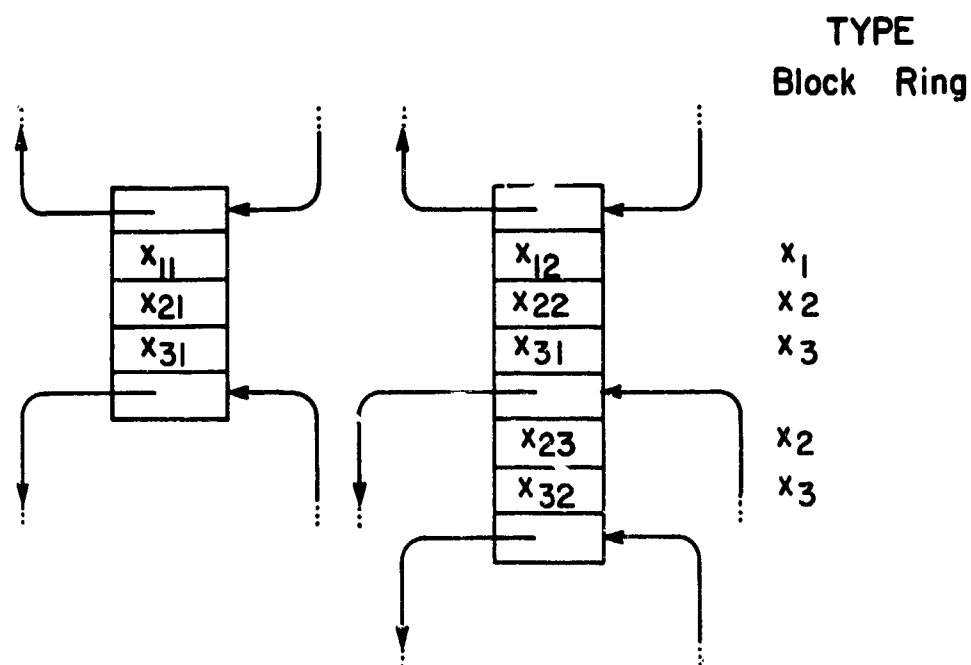 TYPE
Block Ring
x₁₁ x₁₂ x₁
x₂₁ x₂₂ x₂
x₃₁ x₃₁ x₃
x₂₃ x₂
x₃₂ x₃